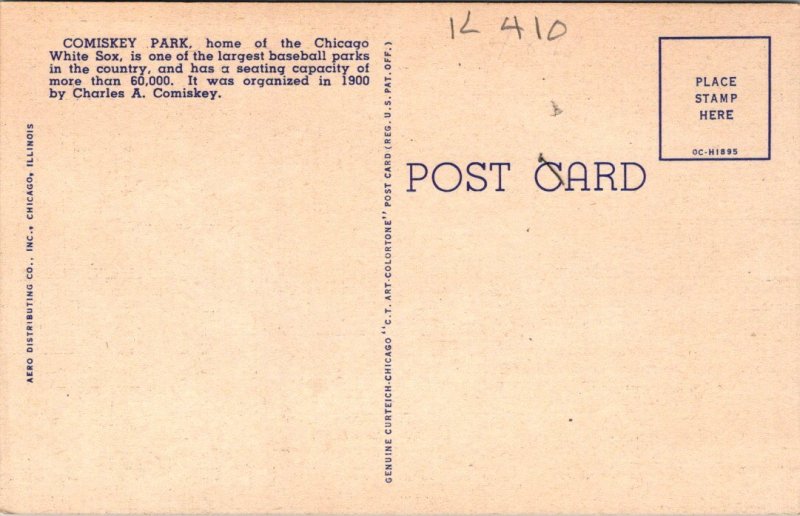 COMISKEY PARK, home of the Chicago
White Sox, is one of the largest baseball parks
in the country, and has a seating capacity of
more than 60,000. It was organized in 1900
by Charles A. Comiskey.
AERO DISTRIBUTING CO., INC., CHICAGO, ILLINOIS
GENUINE CURTEICH-CHICAGO "C.T. ART-COLORTONE" POST CARD (REG. U.S. PAT. OFF.)
410
POST CARD
PLACE
STAMP
HERE
OC-H1895